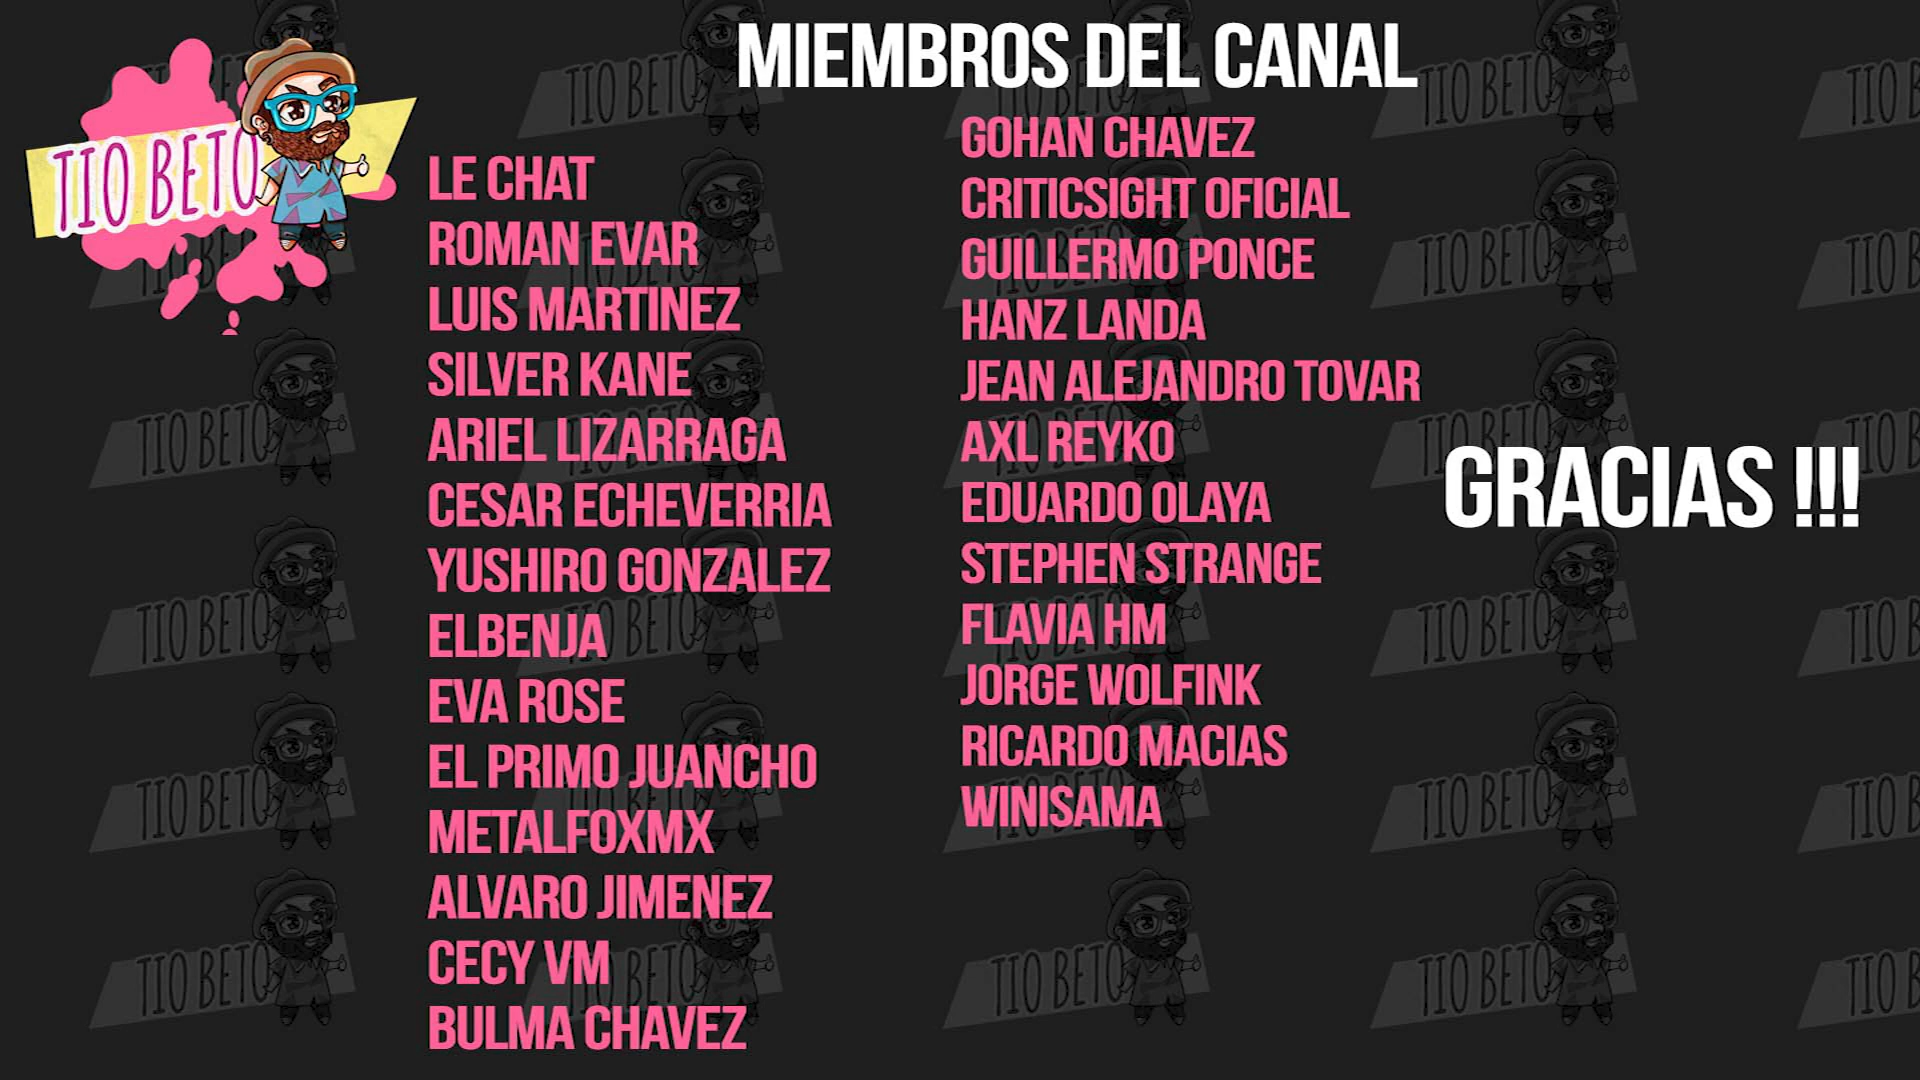 MIEMBROS DEL CANAL
TIO BETO
LE CHAT
ROMAN EVAR
LUIS MARTINEZ
SILVER KANE
ARIEL LIZARRAGA
CESAR ECHEVERRIA
YUSHIRO GONZALEZ
ELBENJA
EVA ROSE
EL PRIMO JUANCHO
METALFOXMX
ALVARO JIMENEZ
CECY VM
BULMA CHAVEZ
GOHAN CHAVEZ
CRITICSIGHT OFICIAL
GUILLERMO PONCE
HANZ LANDA
JEAN ALEJANDRO TOVAR
AXL REYKO
EDUARDO OLAYA
STEPHEN STRANGE
FLAVIA HM
JORGE WOLFINK
RICARDO MACIAS
WINISAMA
GRACIAS !!!